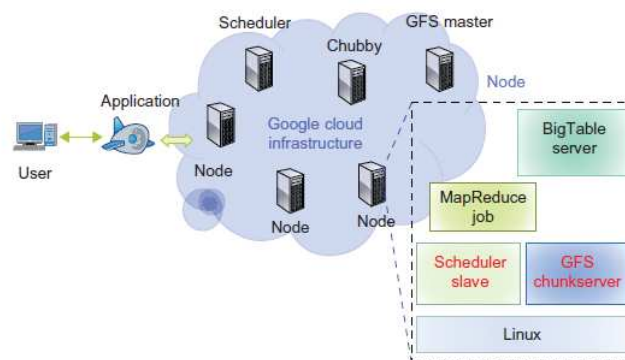 Scheduler
GFS master
Chubby
Node
Application
Google cloud
infrastructure
User
Node
Node
Node
BigTable
server
MapReduce
job
Scheduler
slave
GFS
chunkserver
Linux